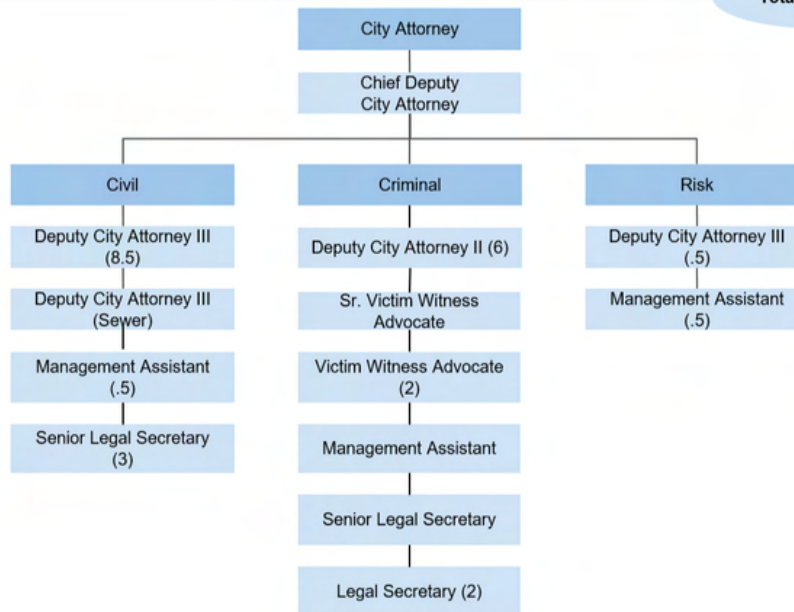 City Attorney
Chief Deputy
City Attorney
Civil
Deputy City Attorney III
(8.5)
Deputy City Attorney III
(Sewer)
Management Assistant
(.5)
Senior Legal Secretary
(3)
Criminal
Deputy City Attorney II (6)
Sr. Victim Witness
Advocate
Victim Witness Advocate
(2)
Management Assistant
Senior Legal Secretary
Legal Secretary (2)
Risk
Deputy City Attorney III
(.5)
Management Assistant
(.5)